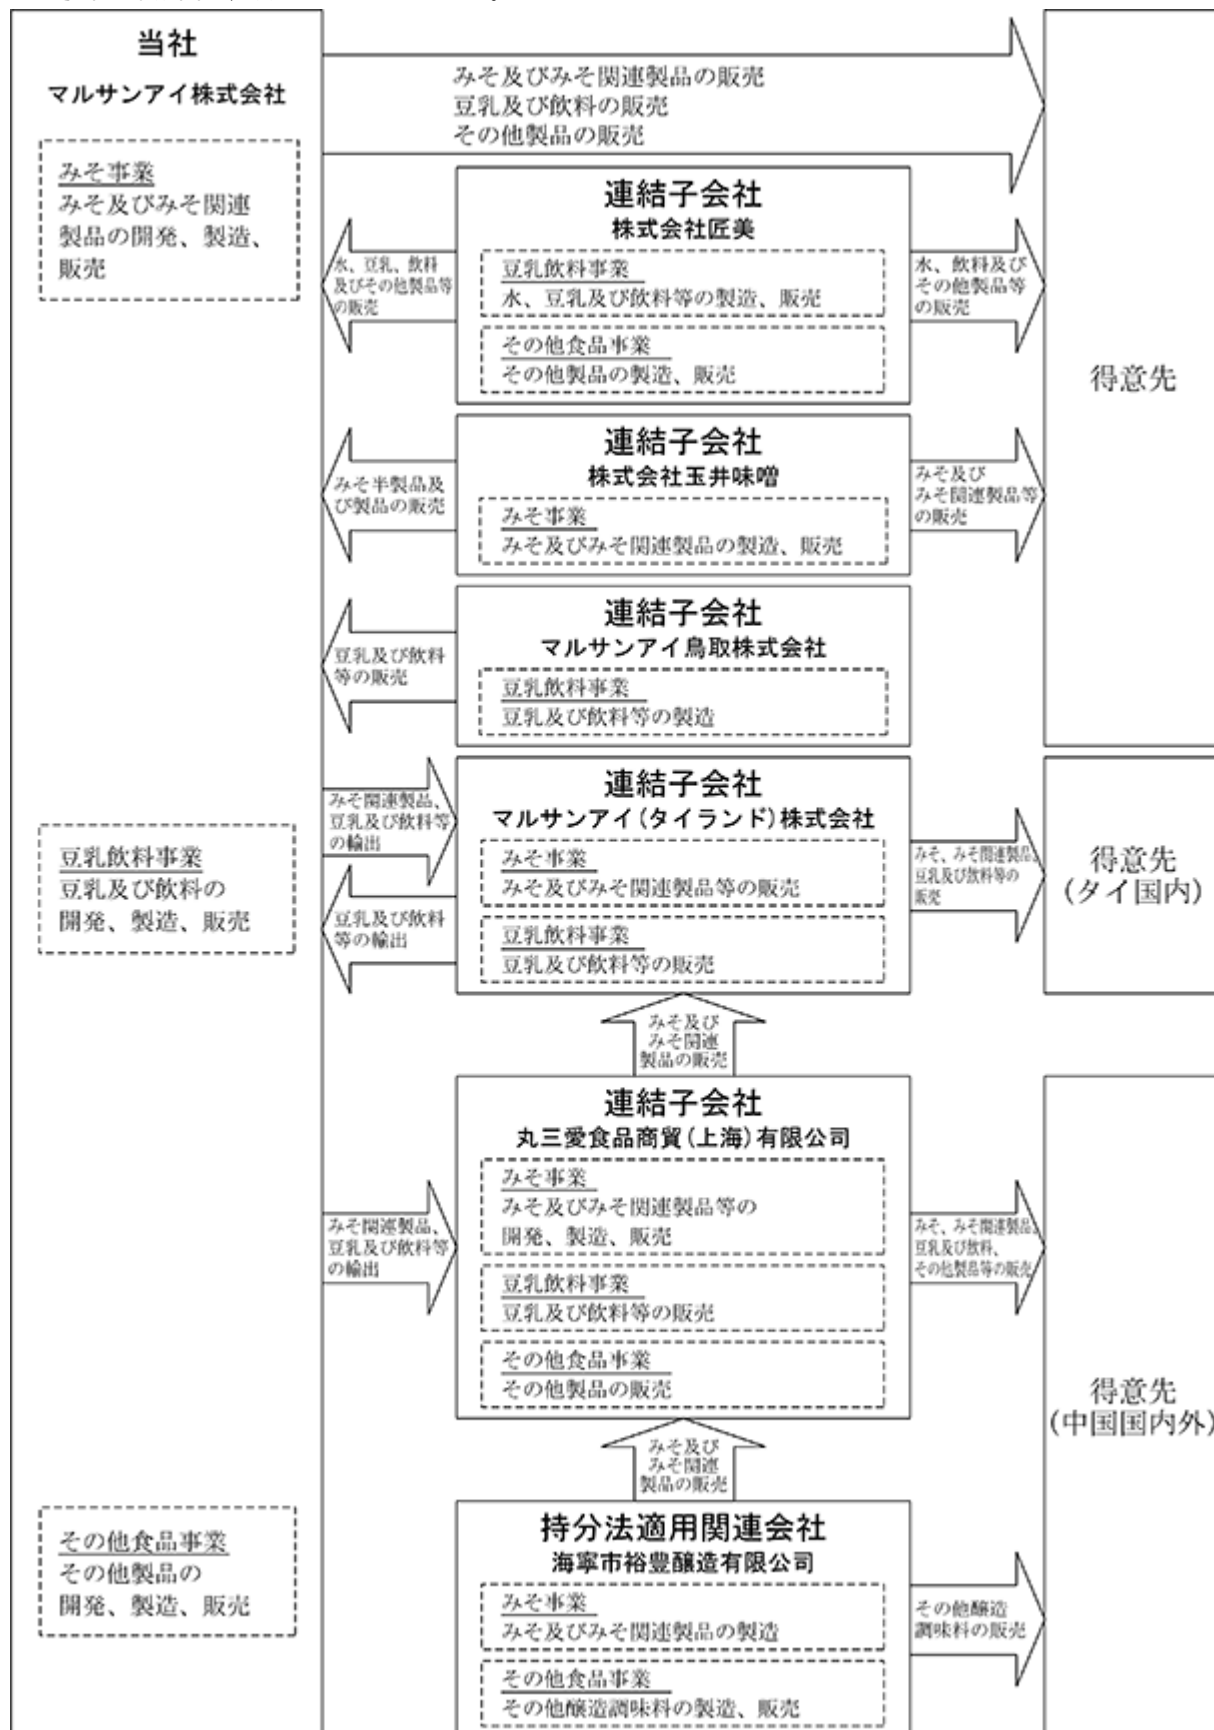 当社
マルサンアイ株式会社
みそ事業
みそ及びみそ関連
製品の開発、製造、
販売
豆乳飲料事業
豆乳及び飲料の
開発、製造、販売
その他食品事業
その他製品の
開発、製造、販売
みそ及びみそ関連製品の販売
豆乳及び飲料の販売
その他製品の販売
連結子会社
株式会社匠美
豆乳飲料事業
水、豆乳及び飲料等の製造、販売
その他食品事業
その他製品の製造、販売
水、豆乳、飲料
及びその他製品等
の販売
水、飲料及び
その他製品等
の販売
得意先
連結子会社
株式会社玉井味噌
みそ事業
みそ及びみそ関連製品の製造、販売
みそ半製品及
び製品の販売
みそ及び
みそ関連製品等
の販売
連結子会社
マルサンアイ鳥取株式会社
豆乳飲料事業
豆乳及び飲料等の製造
豆乳及び飲料
等の販売
連結子会社
マルサンアイ(タイランド)株式会社
みそ事業
みそ及びみそ関連製品等の販売
豆乳飲料事業
豆乳及び飲料等の販売
みそ関連製品、
豆乳及び飲料等
の輸出
豆乳及び飲料
等の輸出
みそ、みそ関連製品、
豆乳及び飲料等の
販売
得意先
(タイ国内)
みそ及び
みそ関連
製品の販売
連結子会社
丸三愛食品商貿(上海)有限公司
みそ事業
みそ及びみそ関連製品等の
開発、製造、販売
豆乳飲料事業
豆乳及び飲料等の販売
その他食品事業
その他製品の販売
みそ関連製品、
豆乳及び飲料等
の輸出
みそ、みそ関連製品、
豆乳及び飲料、
その他製品等の販売
得意先
(中国国内外)
みそ及び
みそ関連
製品の販売
持分法適用関連会社
海寧市裕豊醸造有限公司
みそ事業
みそ及びみそ関連製品の製造
その他食品事業
その他醸造調味料の製造、販売
その他醸造
調味料の販売